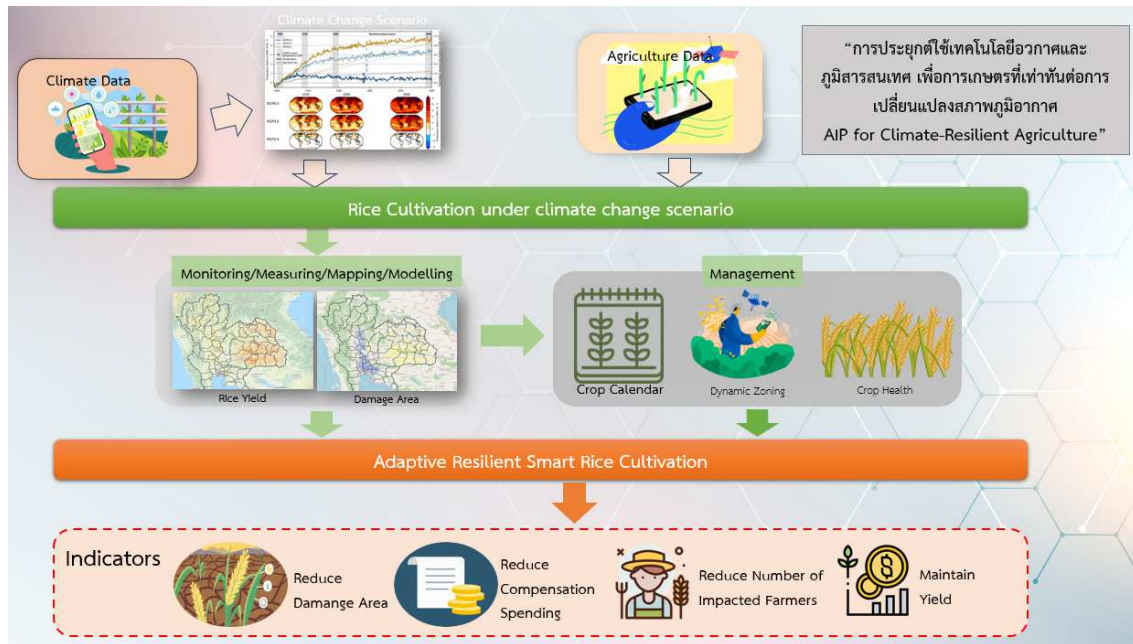 Climate Change Scenario
Climate Data
Agriculture Data
“การประยุกต์ใช้เทคโนโลยีอวกาศและ
ภูมิสารสนเทศ เพื่อการเกษตรที่เท่าทันต่อการ
เปลี่ยนแปลงสภาพภูมิอากาศ
AIP for Climate-Resilient Agriculture”
Rice Cultivation under climate change scenario
Monitoring/Measuring/Mapping/Modelling
Management
Rice Yield
Damage Area
Crop Calendar
Dynamic Zoning
Crop Health
Adaptive Resilient Smart Rice Cultivation
Indicators
Reduce
Damange Area
Reduce
Compensation
Spending
Reduce Number of
Impacted Farmers
Maintain
Yield